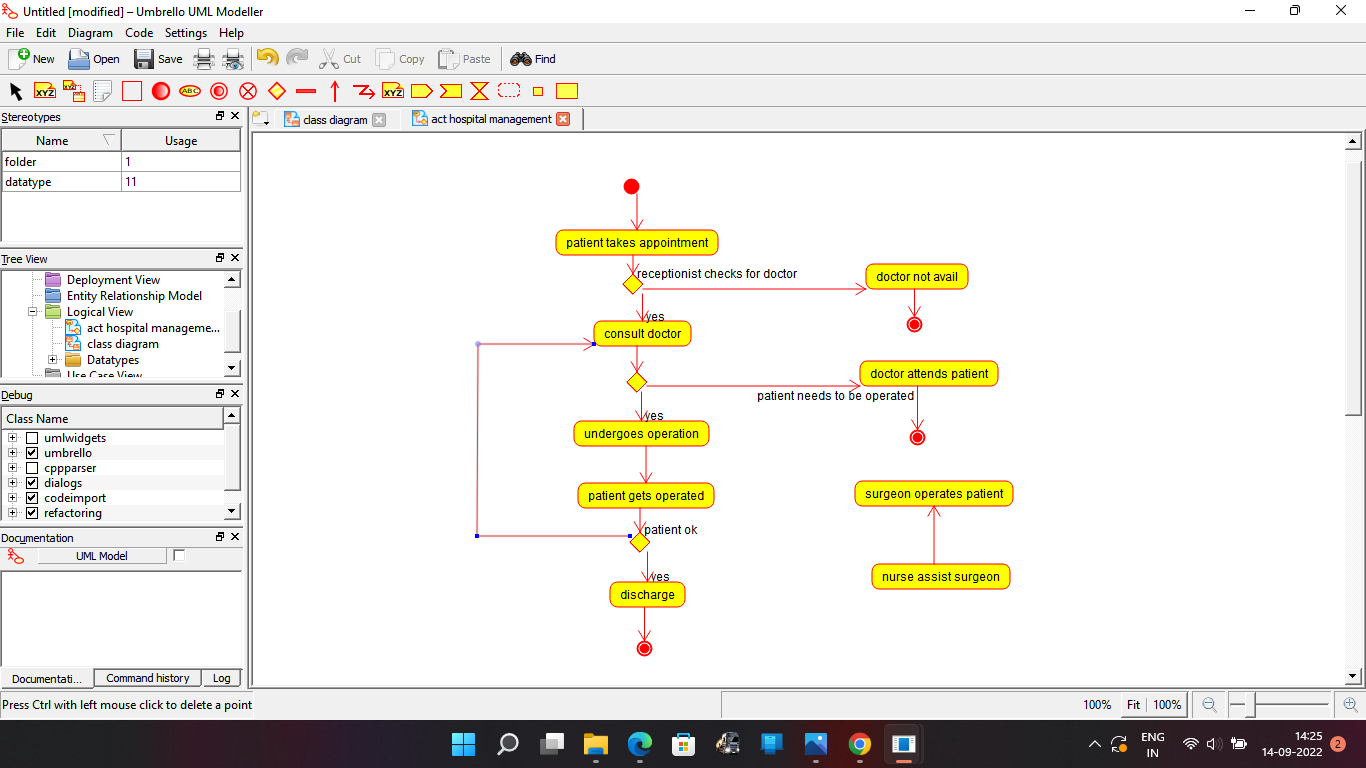 Untitled [modified] – Umbrello UML Modeller
File Edit Diagram Code Settings Help
New Open Save Cut Copy Paste Find
XYZ XYZ ABC XYZ
Stereotypes
class diagram
act hospital management
Name Usage
folder 1
datatype 11
Tree View
Deployment View
Entity Relationship Model
Logical View
act hospital manageme...
class diagram
Datatypes
Use Case View
Debug
Class Name
umlwidgets
umbrello
cppparser
dialogs
codeimport
refactoring
Documentation
UML Model
Documentati... Command history Log
patient takes appointment
receptionist checks for doctor
doctor not avail
yes
consult doctor
doctor attends patient
patient needs to be operated
yes
undergoes operation
patient gets operated
surgeon operates patient
patient ok
yes
nurse assist surgeon
discharge
Press Ctrl with left mouse click to delete a point
100% Fit 100%
ENG
IN
14:25
14-09-2022
2